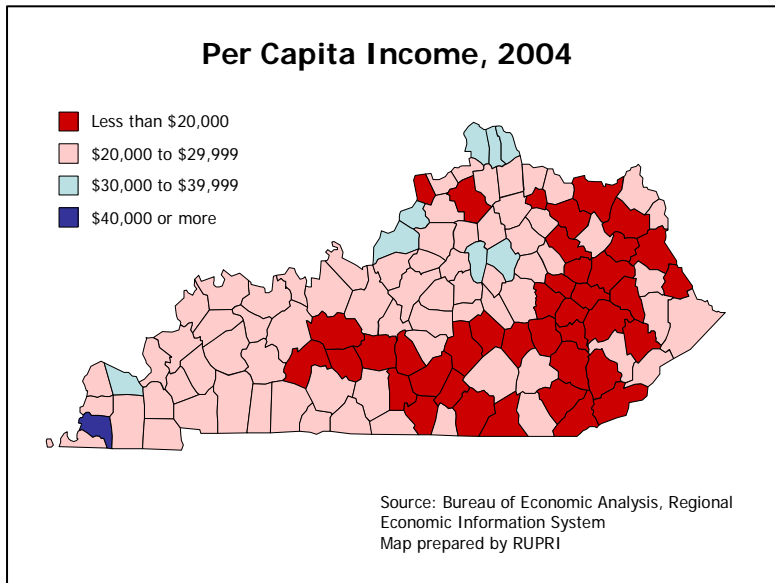 Per Capita Income, 2004
Less than $20,000
$20,000 to $29,999
$30,000 to $39,999
$40,000 or more
Source: Bureau of Economic Analysis, Regional
Economic Information System
Map prepared by RUPRI